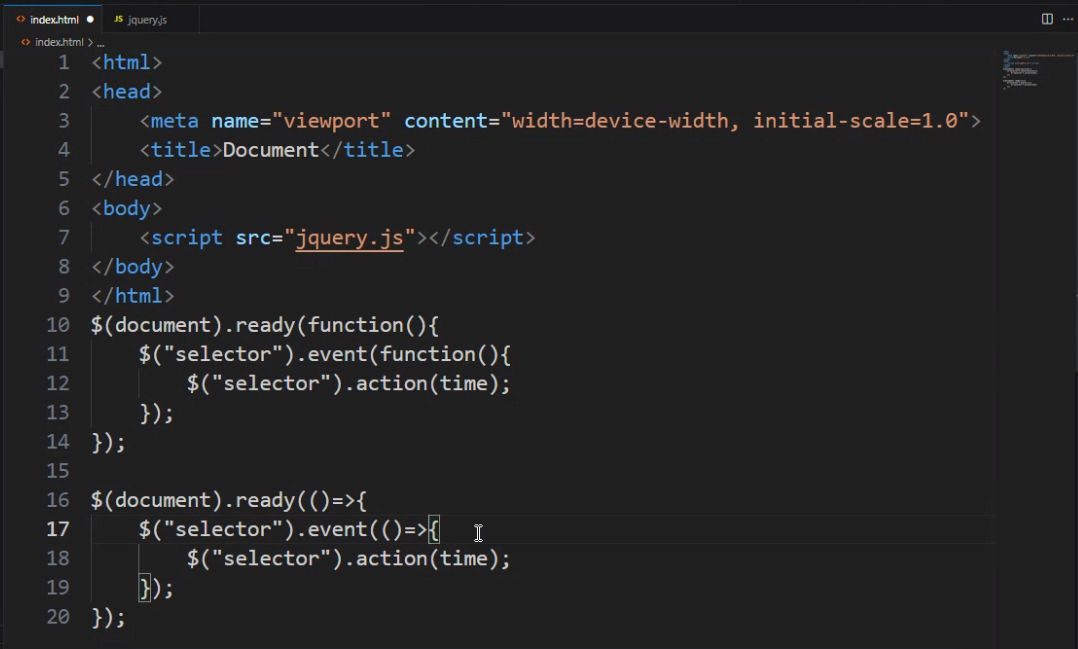 index.html ● JS jquery.js
index.html > ...
1 <html>
2 <head>
3     <meta name="viewport" content="width=device-width, initial-scale=1.0">
4     <title>Document</title>
5 </head>
6 <body>
7     <script src="jquery.js"></script>
8 </body>
9 </html>
10 $(document).ready(function(){
11     $("selector").event(function(){
12         $("selector").action(time);
13     });
14 });
15
16 $(document).ready(()=>{
17     $("selector").event(()=>{
18         $("selector").action(time);
19     });
20 });